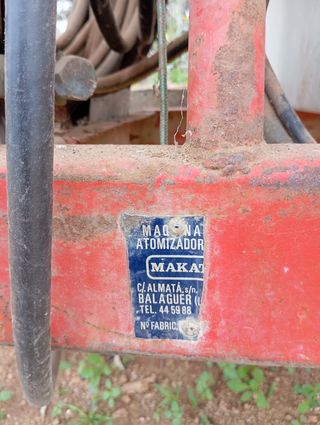 MAQUINA
ATOMIZADOR
MAKAT
C/. ALMATÁ, s/n.
BALAGUER (L
TEL. 44 59 88
Nº FABRIC.